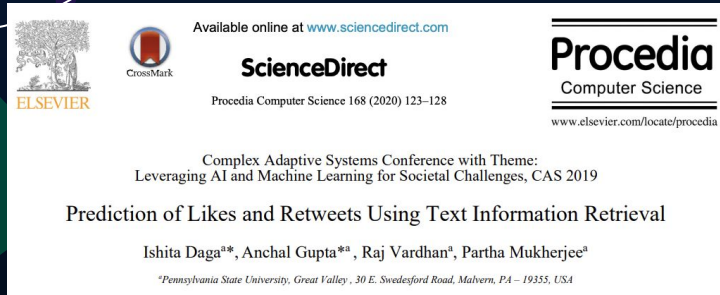 Available online at www.sciencedirect.com
ELSEVIER
CrossMark
ScienceDirect
Procedia Computer Science 168 (2020) 123–128
Procedia
Computer Science
www.elsevier.com/locate/procedia
Complex Adaptive Systems Conference with Theme:
Leveraging AI and Machine Learning for Societal Challenges, CAS 2019
Prediction of Likes and Retweets Using Text Information Retrieval
Ishita Dagaᵃ*, Anchal Gupta*ᵃ , Raj Vardhanᵃ, Partha Mukherjeeᵃ
ᵃPennsylvania State University, Great Valley , 30 E. Swedesford Road, Malvern, PA – 19355, USA